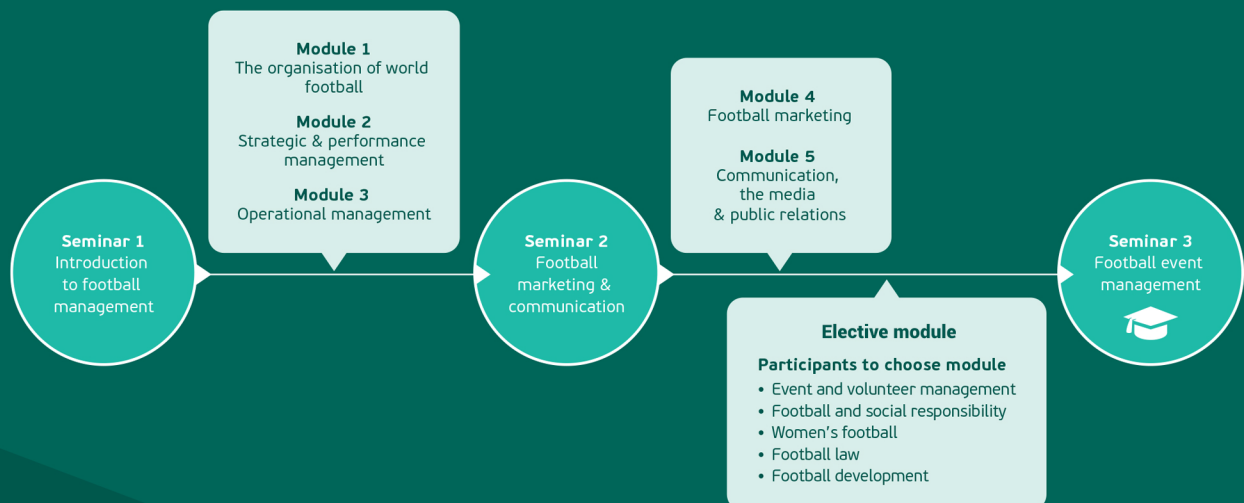 Seminar 1
Introduction
to football
management
Module 1
The organisation of world
football
Module 2
Strategic & performance
management
Module 3
Operational management
Seminar 2
Football
marketing &
communication
Module 4
Football marketing
Module 5
Communication,
the media
& public relations
Elective module
Participants to choose module
• Event and volunteer management
• Football and social responsibility
• Women’s football
• Football law
• Football development
Seminar 3
Football event
management